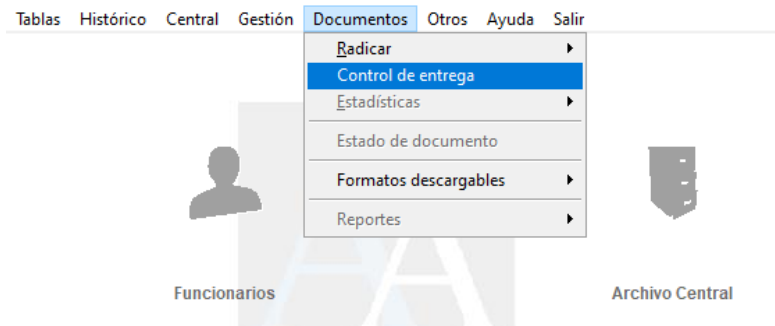 Tablas Histórico Central Gestión Documentos Otros Ayuda Salir
Radicar
Control de entrega
Estadísticas
Estado de documento
Formatos descargables
Reportes
Funcionarios Archivo Central